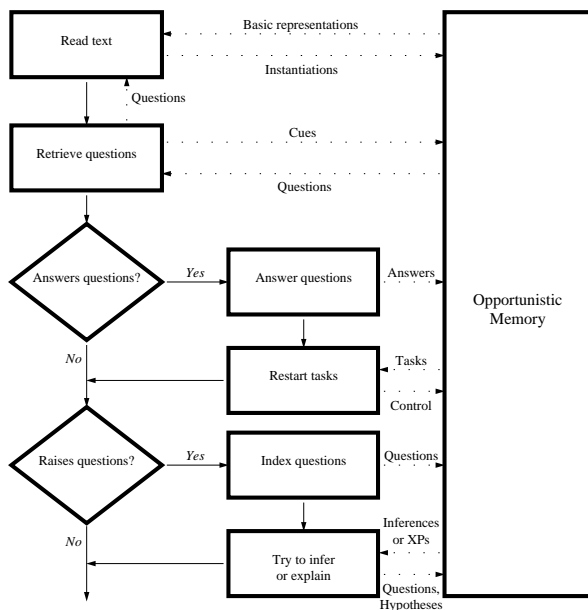 Basic representations
Read text
Instantiations
Questions
Cues
Retrieve questions
Questions
Answers questions?
Yes
Answer questions
Answers
Opportunistic
Memory
No
Tasks
Restart tasks
Control
Raises questions?
Yes
Index questions
Questions
Inferences
or XPs
No
Try to infer
or explain
Questions,
Hypotheses